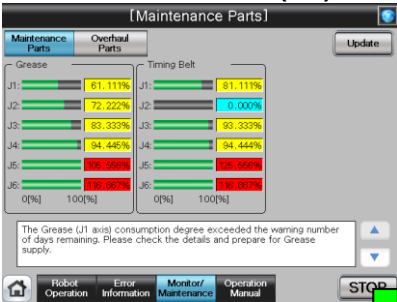 [Maintenance Parts]
Maintenance Parts
Overhaul Parts
Update
Grease
Timing Belt
J1: 61.111% J1: 81.111%
J2: 72.222% J2: 0.000%
J3: 83.333% J3: 93.333%
J4: 94.445% J4: 94.444%
J5: J5:
J6: 116.667% J6: 116.667%
0[%] 100[%] 0[%] 100[%]
The Grease (J1 axis) consumption degree exceeded the warning number
of days remaining. Please check the details and prepare for Grease
supply.
Robot Operation
Error Information
Monitor/ Maintenance
Operation Manual
STOP